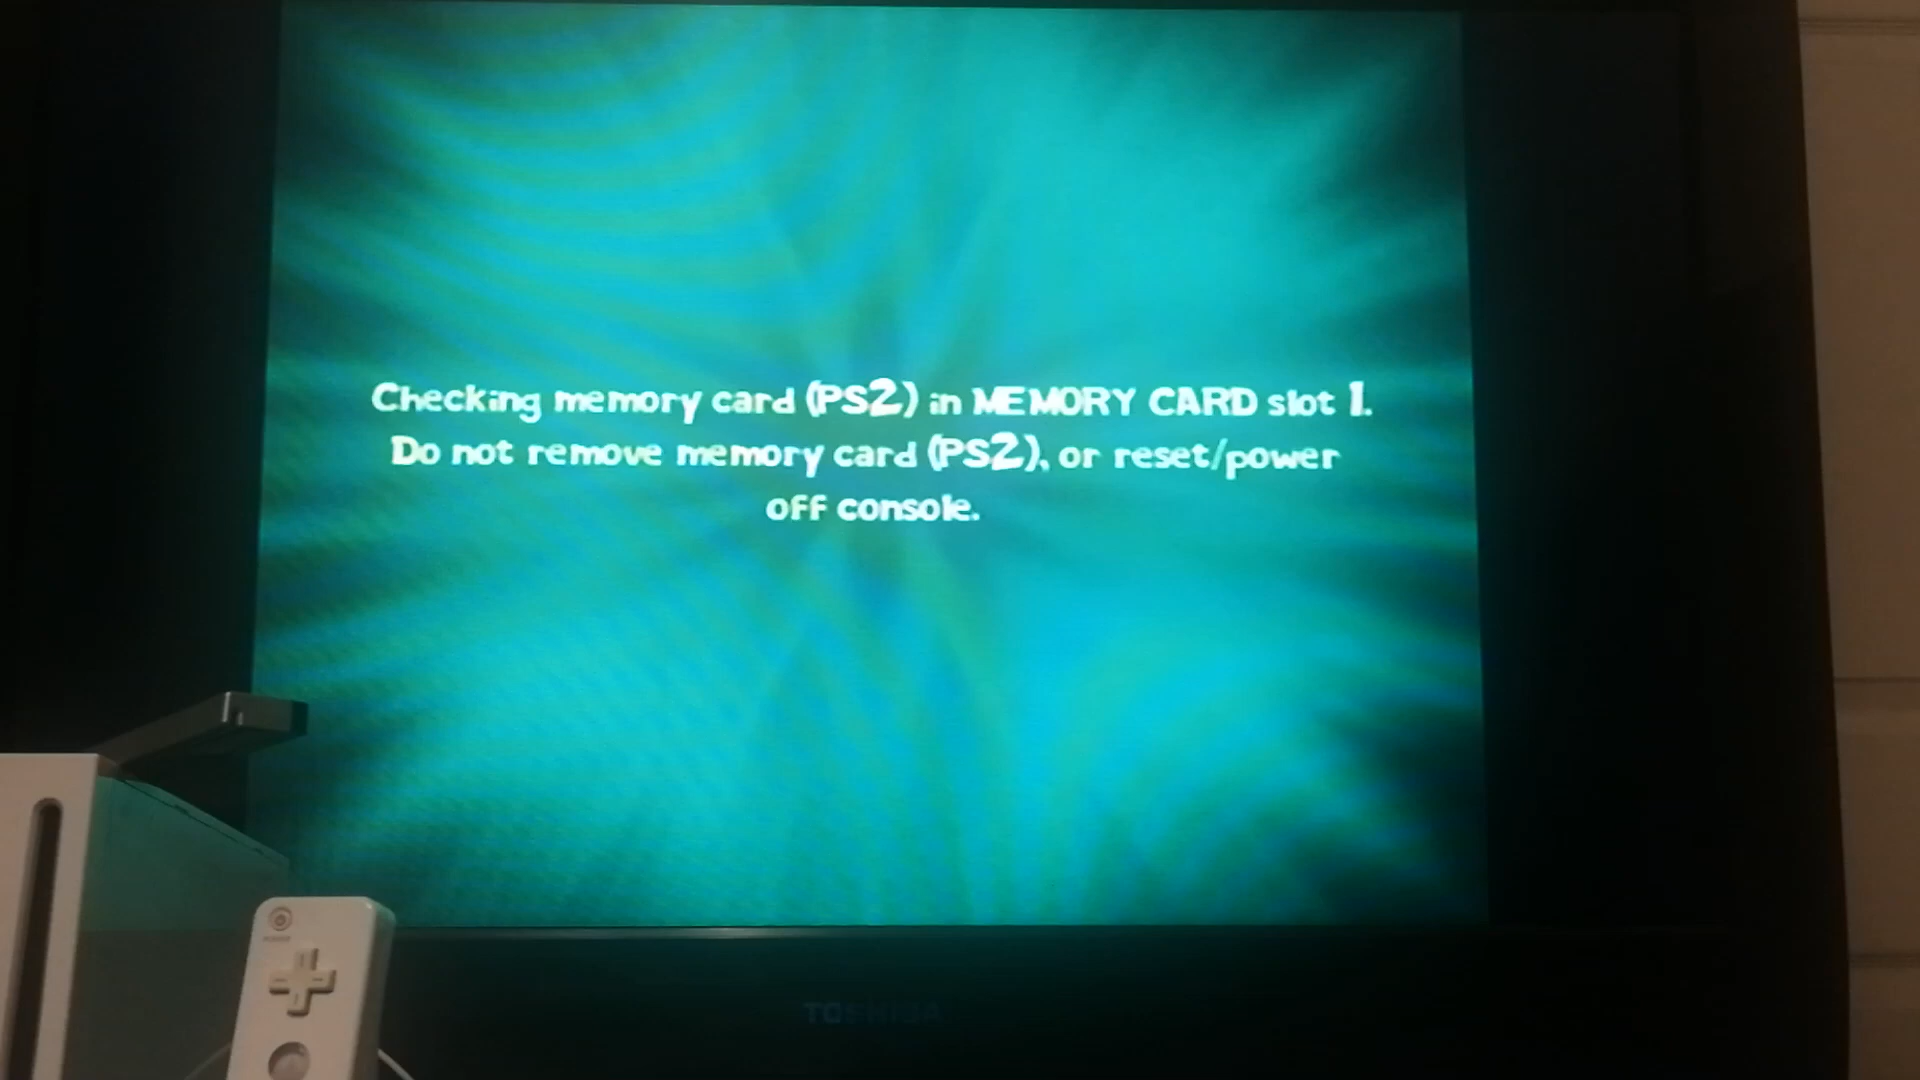 Checking memory card (PS2) in MEMORY CARD slot 1.
Do not remove memory card (PS2), or reset/power
off console.
TOSHIBA